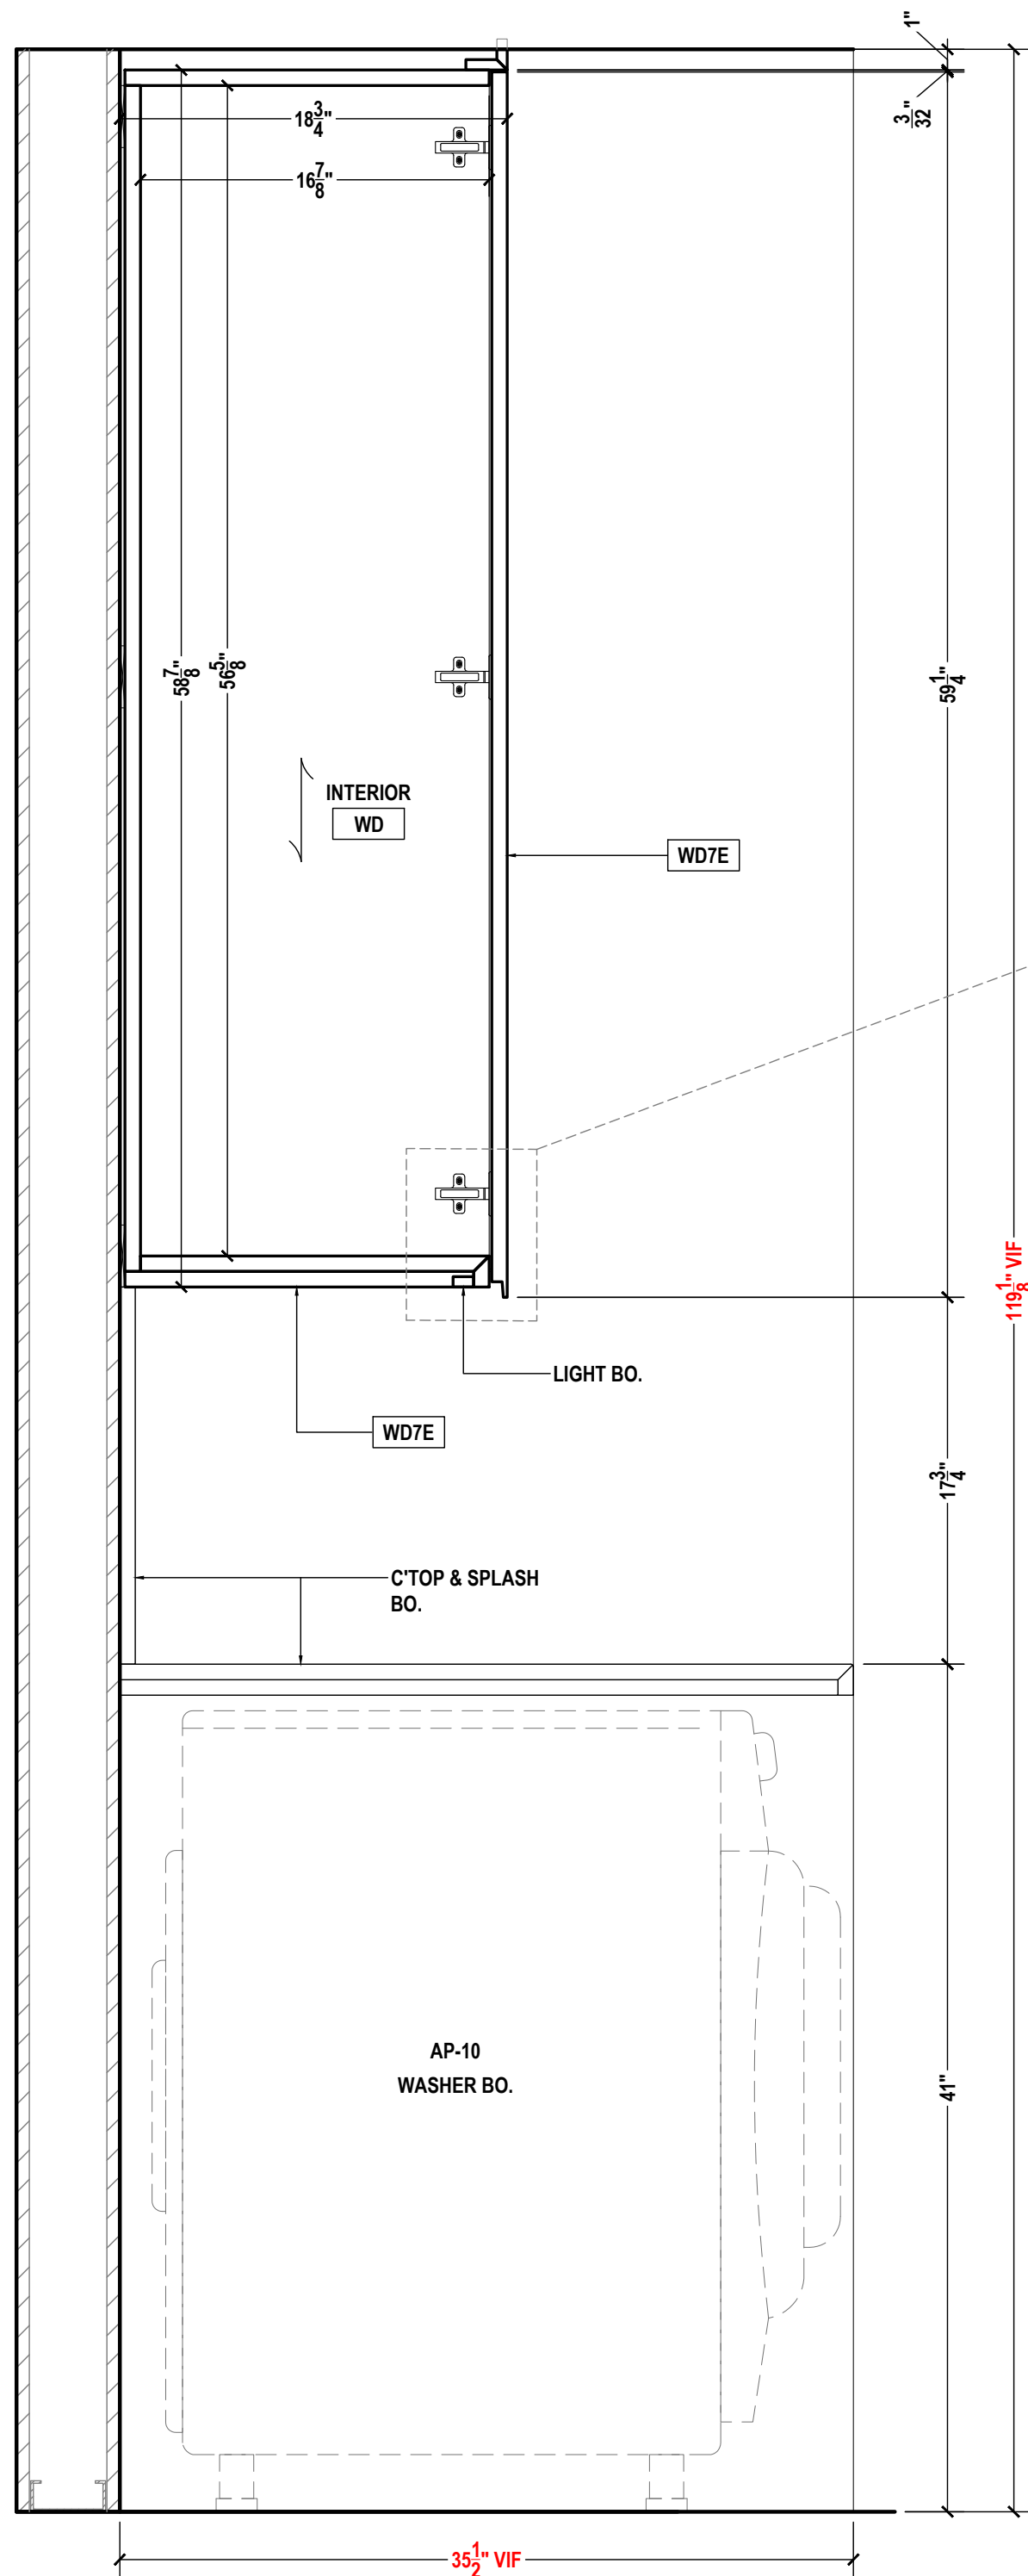 1"
3/32"
18 3/4"
16 7/8"
58 7/8"
56 5/8"
59 1/4"
INTERIOR
WD
WD7E
119 1/8" VIF
LIGHT BO.
WD7E
17 3/4"
C'TOP & SPLASH
BO.
AP-10
WASHER BO.
41"
35 1/2" VIF